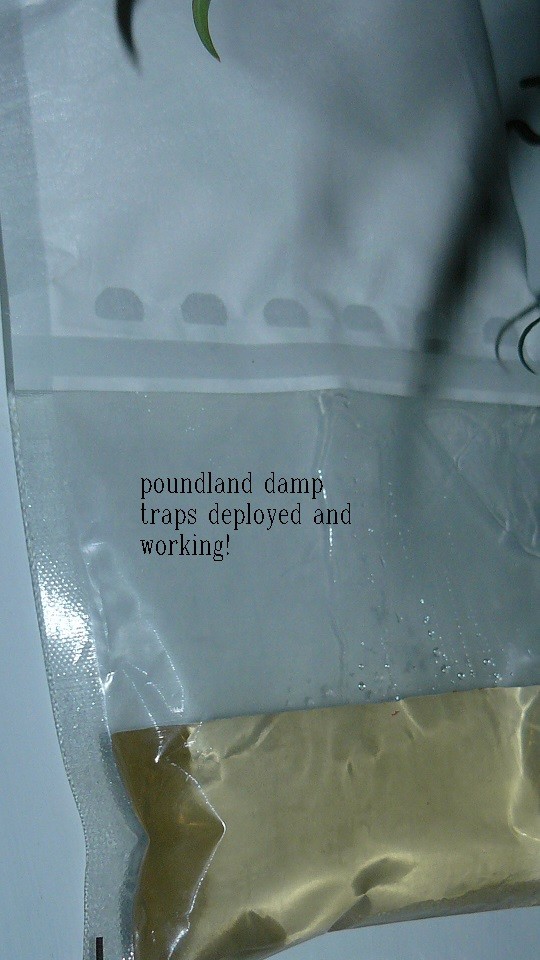 poundland damp
traps deployed and
working!